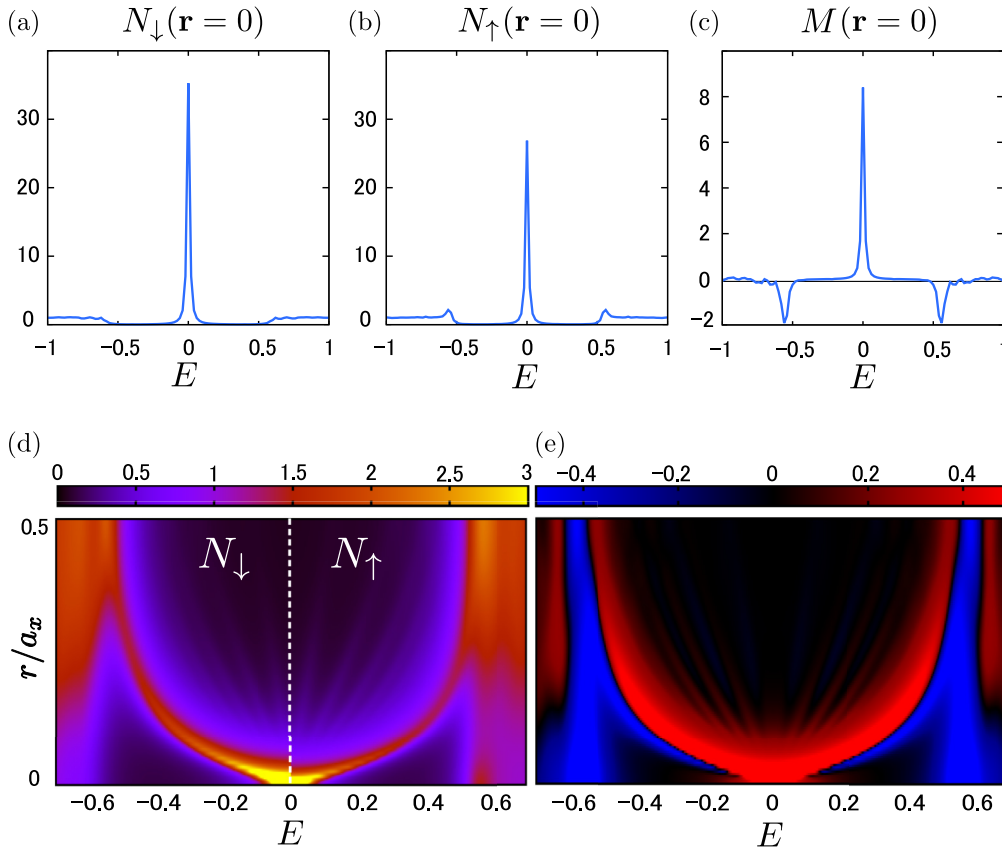 (a) N↓(r = 0)
30
20
10
0
−1 −0.5 0 0.5 1
E
(b) N↑(r = 0)
30
20
10
0
−1 −0.5 0 0.5 1
E
(c) M(r = 0)
8
6
4
2
0
−2
−1 −0.5 0 0.5 1
E
(d)
0 0.5 1 1.5 2 2.5 3
0.5
N↓ N↑
r/aₓ
0
−0.6 −0.4 −0.2 0 0.2 0.4 0.6
E
(e)
−0.4 −0.2 0 0.2 0.4
−0.6 −0.4 −0.2 0 0.2 0.4 0.6
E